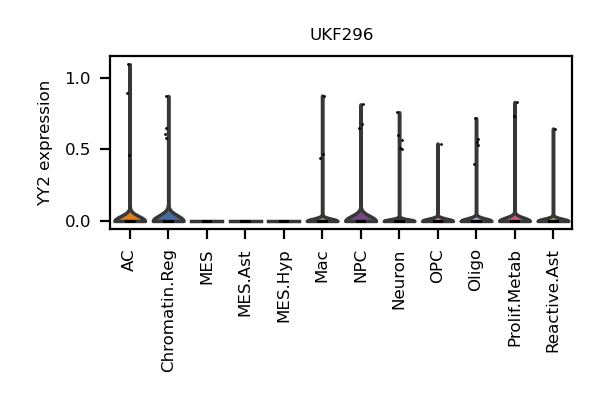 UKF296
YY2 expression
1.0
0.5
0.0
AC
Chromatin.Reg
MES
MES.Ast
MES.Hyp
Mac
NPC
Neuron
OPC
Oligo
Prolif.Metab
Reactive.Ast